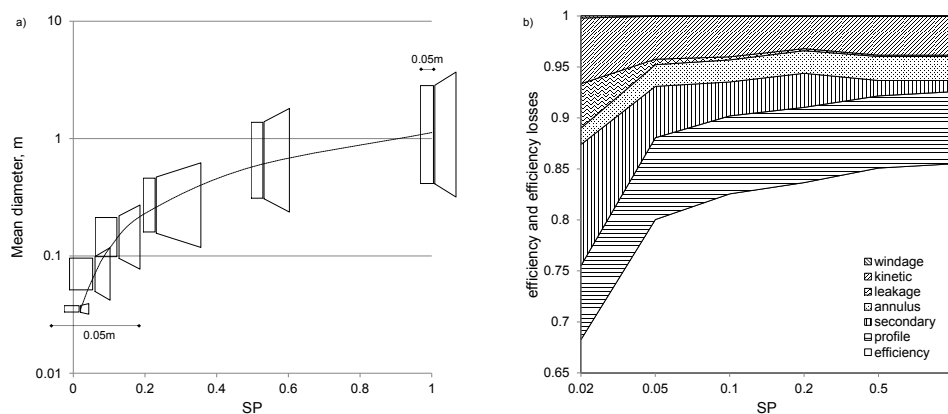 a)
10
1
0.1
0.01
Mean diameter, m
0.05m
0.05m
0
0.2
0.4
0.6
0.8
1
SP
b)
1
0.95
0.9
0.85
0.8
0.75
0.7
0.65
efficiency and efficiency losses
windage
kinetic
leakage
annulus
secondary
profile
efficiency
0.02
0.05
0.1
0.2
0.5
SP